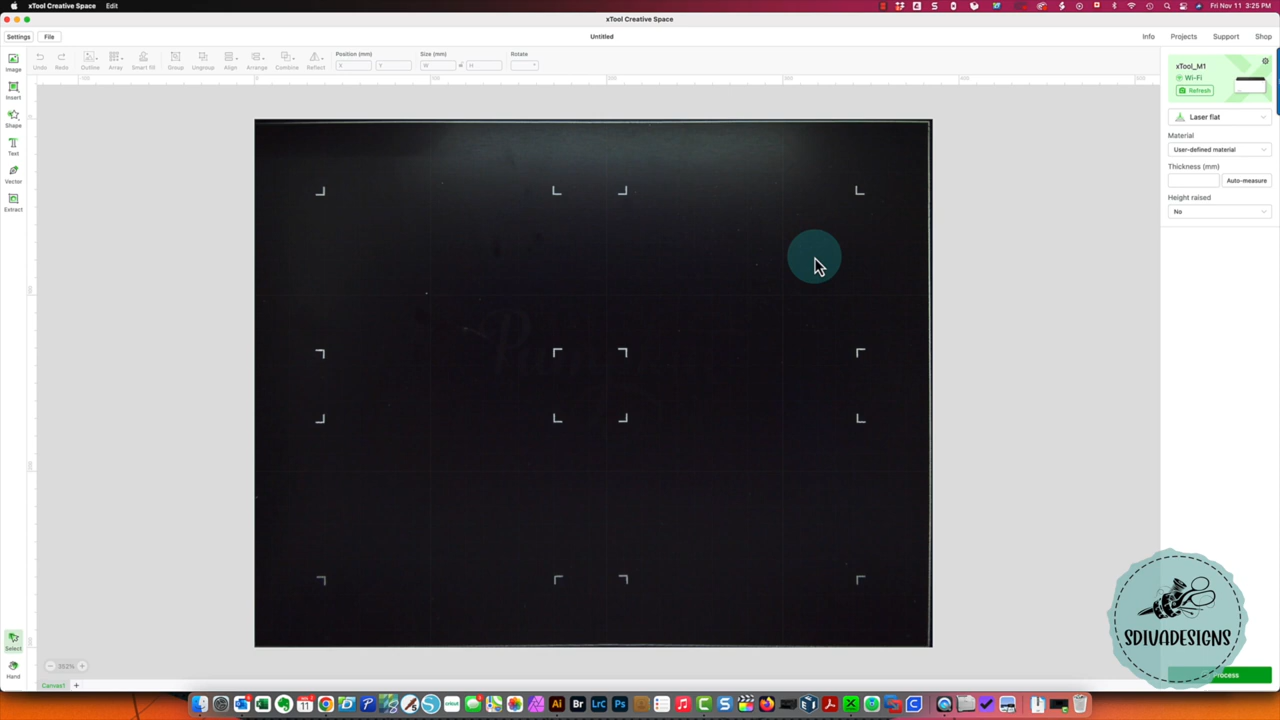 xTool Creative Space Edit
Fri Nov 11 3:25 PM
xTool Creative Space
Settings File
Untitled
Info Projects Support Shop
Undo Redo Outline Array Smart fill Group Ungroup Align Arrange Combine Reflect
Position (mm) Size (mm) Rotate
X Y W H
Image
Insert
Shape
Text
Vector
Extract
Select
Hand
xTool_M1
Wi-Fi
Refresh
Laser flat
Material
User-defined material
Thickness (mm)
Auto-measure
Height raised
No
SDIVADESIGNS
Process
352%
Canvas1 +